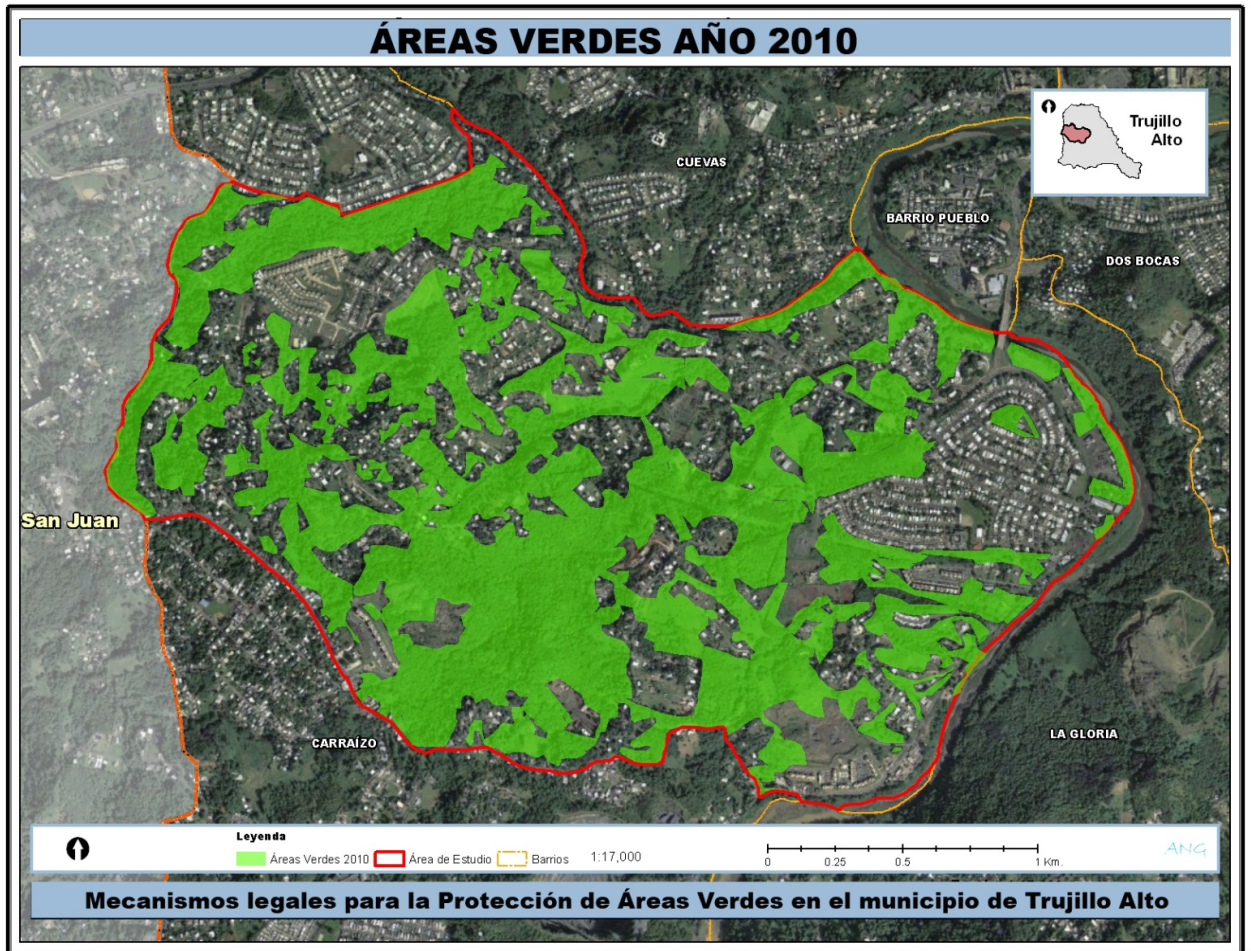 ÁREAS VERDES AÑO 2010
Trujillo
Alto
CUEVAS
BARRIO PUEBLO
DOS BOCAS
San Juan
CARRAÍZO
LA GLORIA
Leyenda
Áreas Verdes 2010 Área de Estudio Barrios 1:17,000
0 0.25 0.5 1 Km.
ANG
Mecanismos legales para la Protección de Áreas Verdes en el municipio de Trujillo Alto